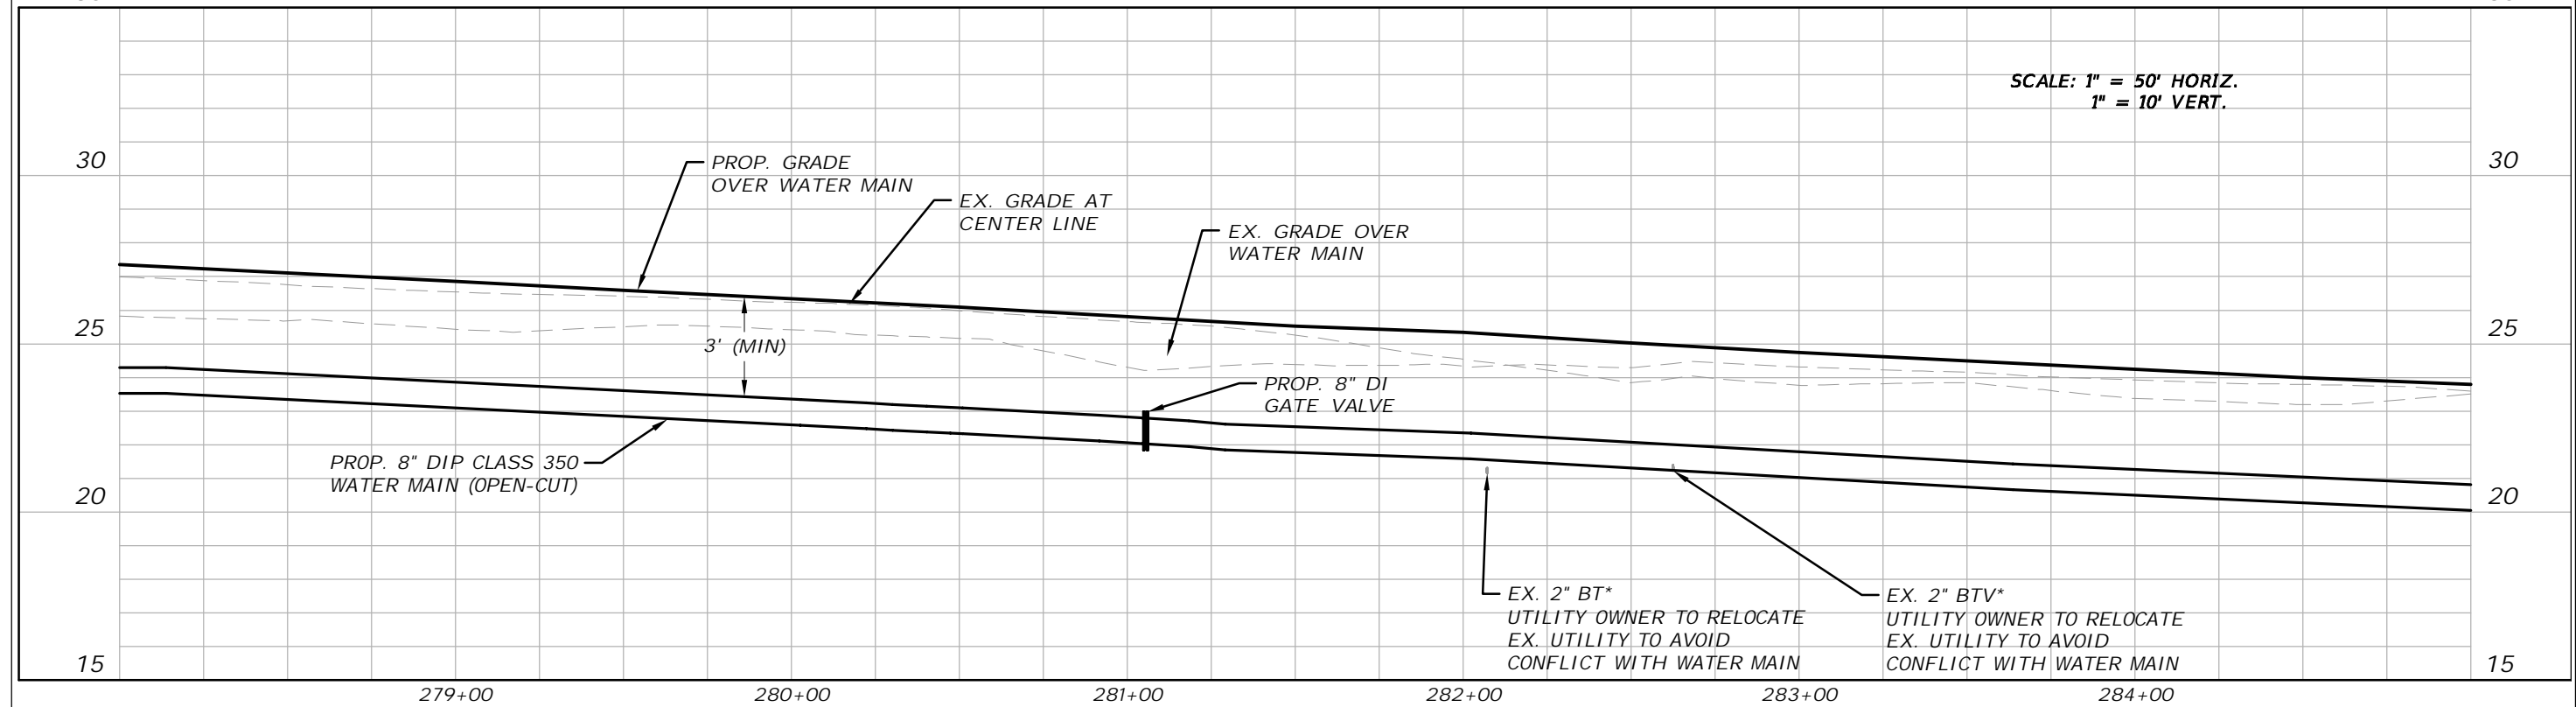 SCALE: 1" = 50' HORIZ.
1" = 10' VERT.
30
30
PROP. GRADE
OVER WATER MAIN
EX. GRADE AT
CENTER LINE
EX. GRADE OVER
WATER MAIN
25
25
3' (MIN)
PROP. 8" DI
GATE VALVE
PROP. 8" DIP CLASS 350
WATER MAIN (OPEN-CUT)
20
20
EX. 2" BT*
UTILITY OWNER TO RELOCATE
EX. UTILITY TO AVOID
CONFLICT WITH WATER MAIN
EX. 2" BTV*
UTILITY OWNER TO RELOCATE
EX. UTILITY TO AVOID
CONFLICT WITH WATER MAIN
15
15
279+00
280+00
281+00
282+00
283+00
284+00